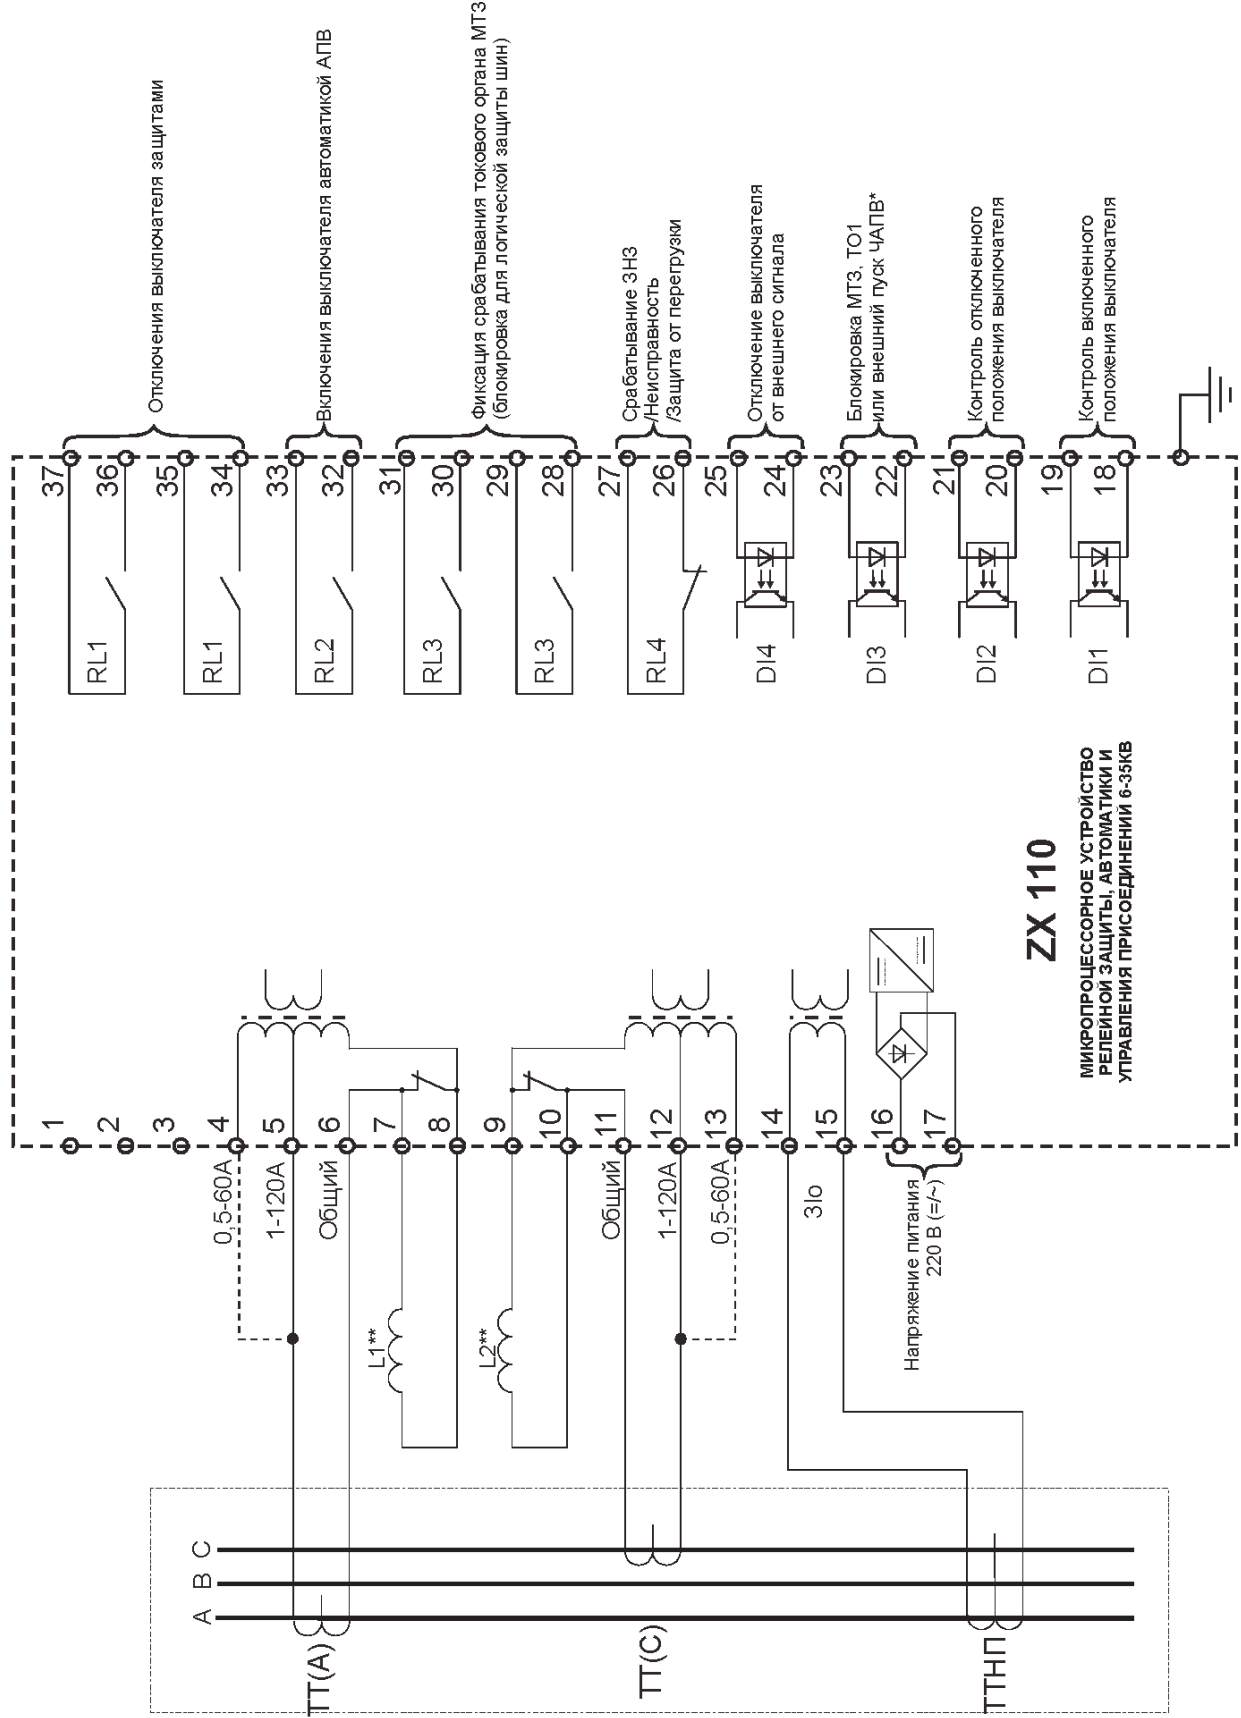 Отключения выключателя защитами
Включения выключателя автоматикой АПВ
Фиксация срабатывания токового органа МТЗ
(блокировка для логической защиты шин)
Срабатывание ЗНЗ
/Неисправность
/Защита от перегрузки
Отключение выключателя
от внешнего сигнала
Блокировка МТЗ, ТО1
или внешний пуск ЧАПВ*
Контроль отключенного
положения выключателя
Контроль включенного
положения выключателя
37
36
35
34
33
32
31
30
29
28
27
26
25
24
23
22
21
20
19
18
RL1
RL1
RL2
RL3
RL3
RL4
DI4
DI3
DI2
DI1
ZX 110
МИКРОПРОЦЕССОРНОЕ УСТРОЙСТВО
РЕЛЕЙНОЙ ЗАЩИТЫ, АВТОМАТИКИ И
УПРАВЛЕНИЯ ПРИСОЕДИНЕНИЙ 6-35КВ
1
2
3
4
5
6
7
8
9
10
11
12
13
14
15
16
17
0,5-60А
1-120А
Общий
L1**
L2**
Общий
1-120А
0,5-60А
3Io
Напряжение питания
220 В (=/~)
А
В
С
ТТ(А)
ТТ(С)
ТТНП